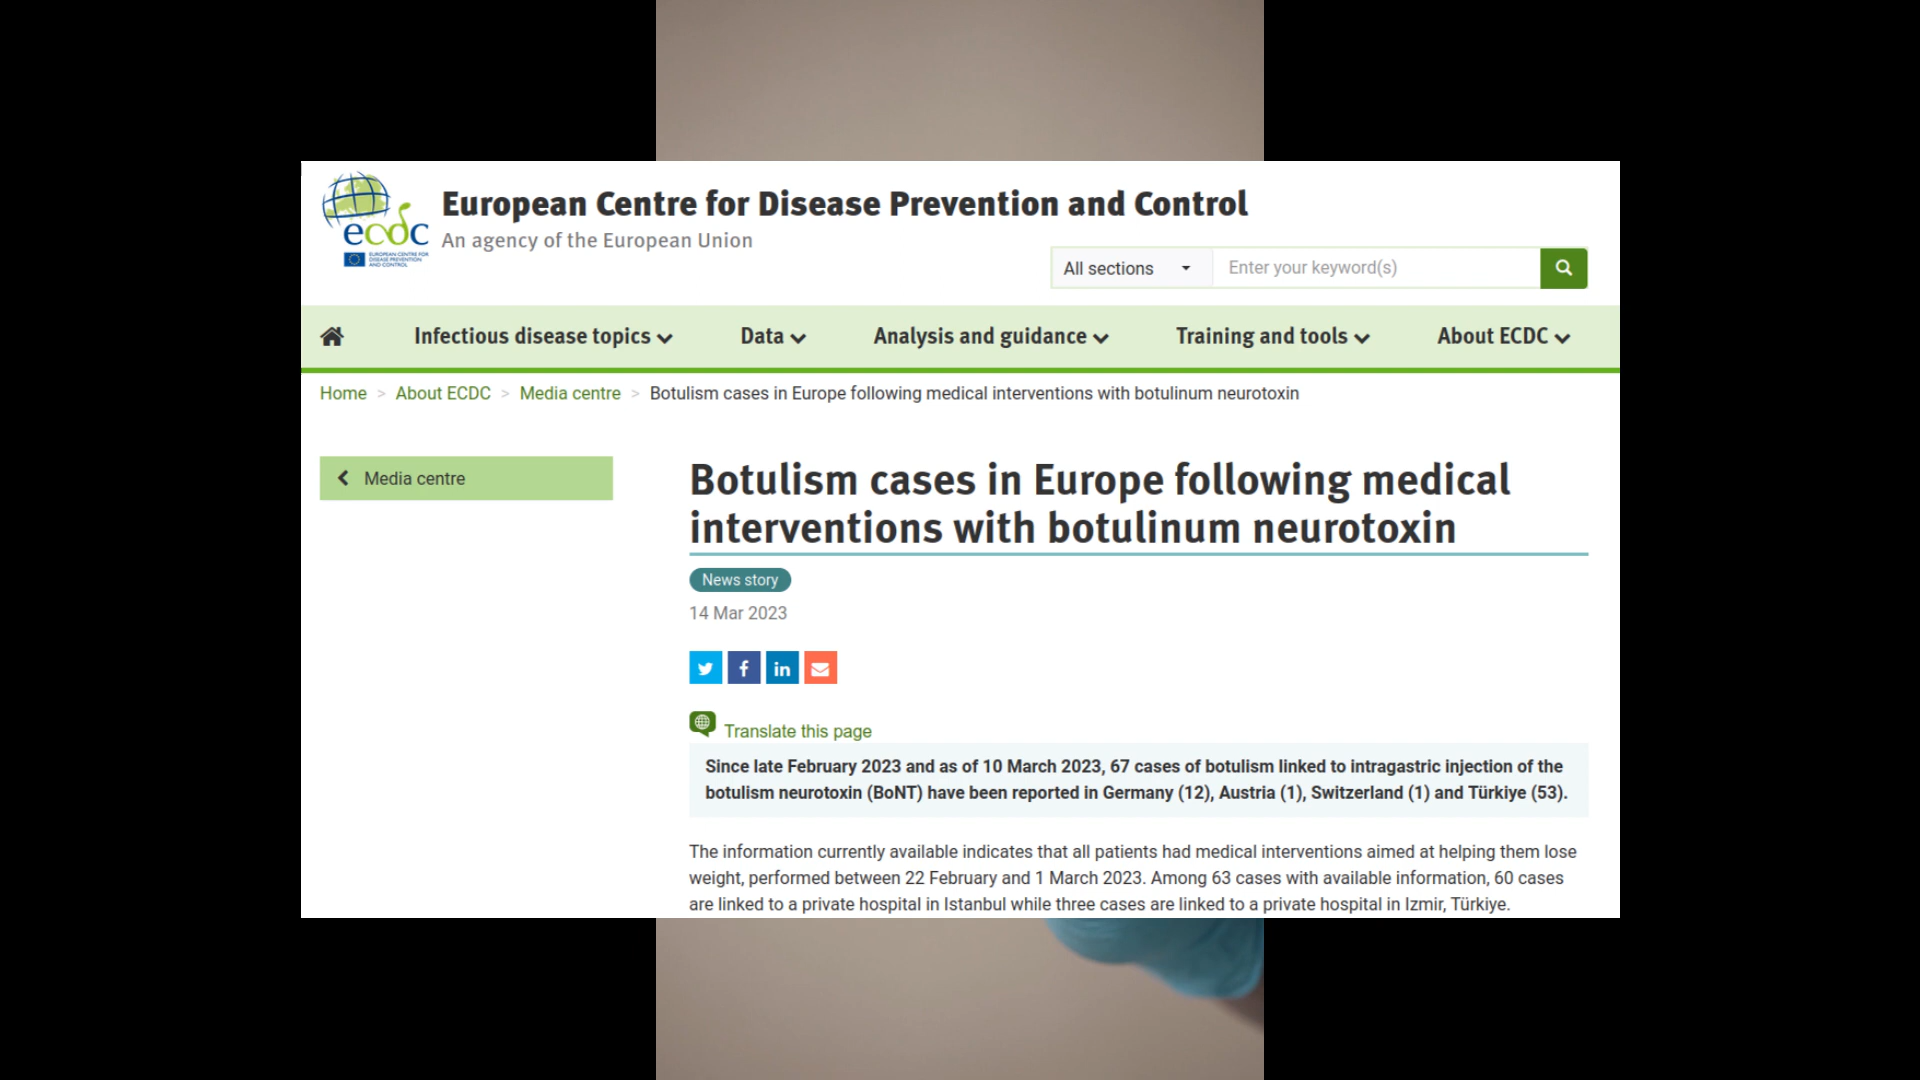 European Centre for Disease Prevention and Control
An agency of the European Union
ecdc
EUROPEAN CENTRE FOR
DISEASE PREVENTION
AND CONTROL
All sections
Enter your keyword(s)
Infectious disease topics
Data
Analysis and guidance
Training and tools
About ECDC
Home > About ECDC > Media centre > Botulism cases in Europe following medical interventions with botulinum neurotoxin
Media centre
Botulism cases in Europe following medical
interventions with botulinum neurotoxin
News story
14 Mar 2023
Translate this page
Since late February 2023 and as of 10 March 2023, 67 cases of botulism linked to intragastric injection of the
botulism neurotoxin (BoNT) have been reported in Germany (12), Austria (1), Switzerland (1) and Türkiye (53).
The information currently available indicates that all patients had medical interventions aimed at helping them lose
weight, performed between 22 February and 1 March 2023. Among 63 cases with available information, 60 cases
are linked to a private hospital in Istanbul while three cases are linked to a private hospital in Izmir, Türkiye.